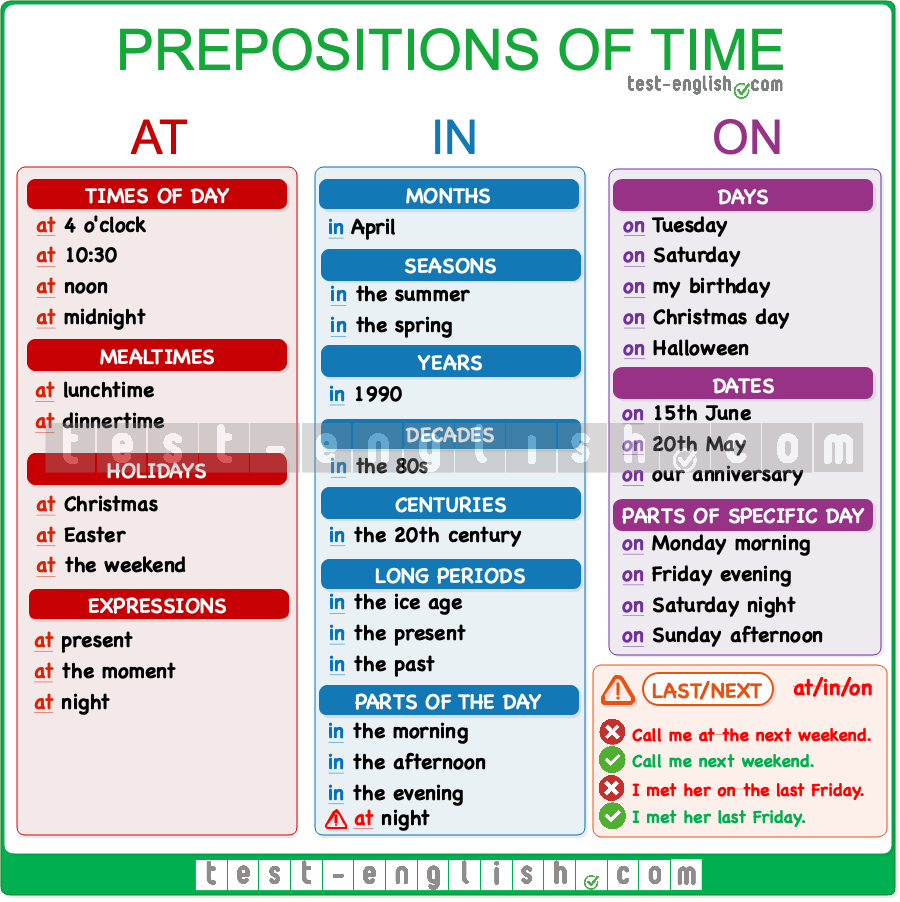 PREPOSITIONS OF TIME
test-english.com
AT
TIMES OF DAY
at 4 o'clock
at 10:30
at noon
at midnight
MEALTIMES
at lunchtime
at dinnertime
HOLIDAYS
at Christmas
at Easter
at the weekend
EXPRESSIONS
at present
at the moment
at night
IN
MONTHS
in April
SEASONS
in the summer
in the spring
YEARS
in 1990
DECADES
in the 80s
CENTURIES
in the 20th century
LONG PERIODS
in the ice age
in the present
in the past
PARTS OF THE DAY
in the morning
in the afternoon
in the evening
at night
ON
DAYS
on Tuesday
on Saturday
on my birthday
on Christmas day
on Halloween
DATES
on 15th June
on 20th May
on our anniversary
PARTS OF SPECIFIC DAY
on Monday morning
on Friday evening
on Saturday night
on Sunday afternoon
LAST/NEXT at/in/on
Call me at the next weekend.
Call me next weekend.
I met her on the last Friday.
I met her last Friday.
test-english.com
test-english.com